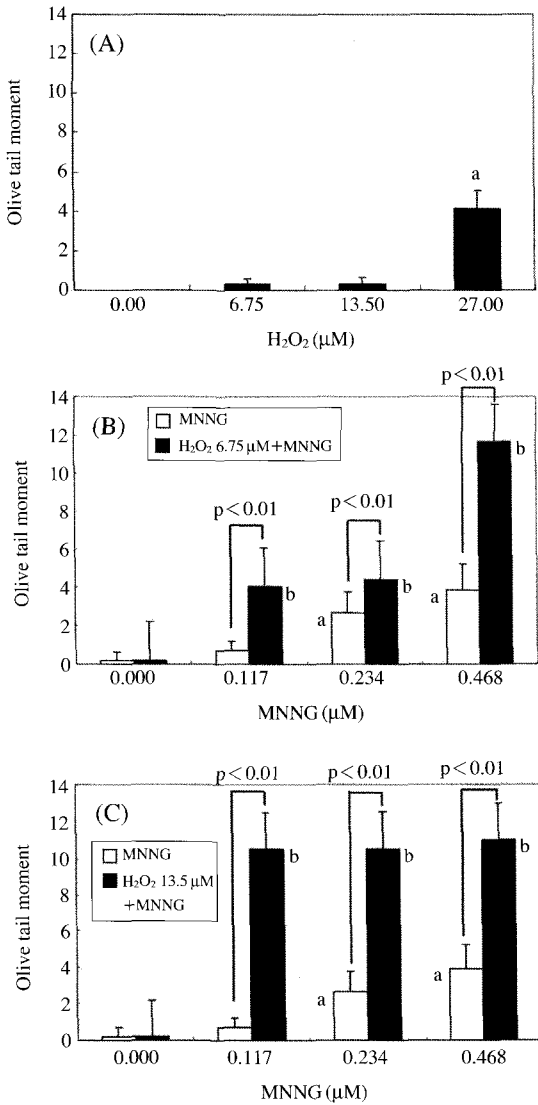 14
(A)
12
10
8
6
4
2
0
Olive tail moment
a
0.00 6.75 13.50 27.00
H₂O₂ (μM)
p<0.01
14
(B)
12
10
8
6
4
2
0
Olive tail moment
MNNG
H₂O₂ 6.75 μM+MNNG
p<0.01 p<0.01
b
a b
a b
0.000 0.117 0.234 0.468
MNNG (μM)
p<0.01 p<0.01 p<0.01
14
(C)
12
10
8
6
4
2
0
Olive tail moment
MNNG
H₂O₂ 13.5 μM
+MNNG
b
a b
a b
0.000 0.117 0.234 0.468
MNNG (μM)